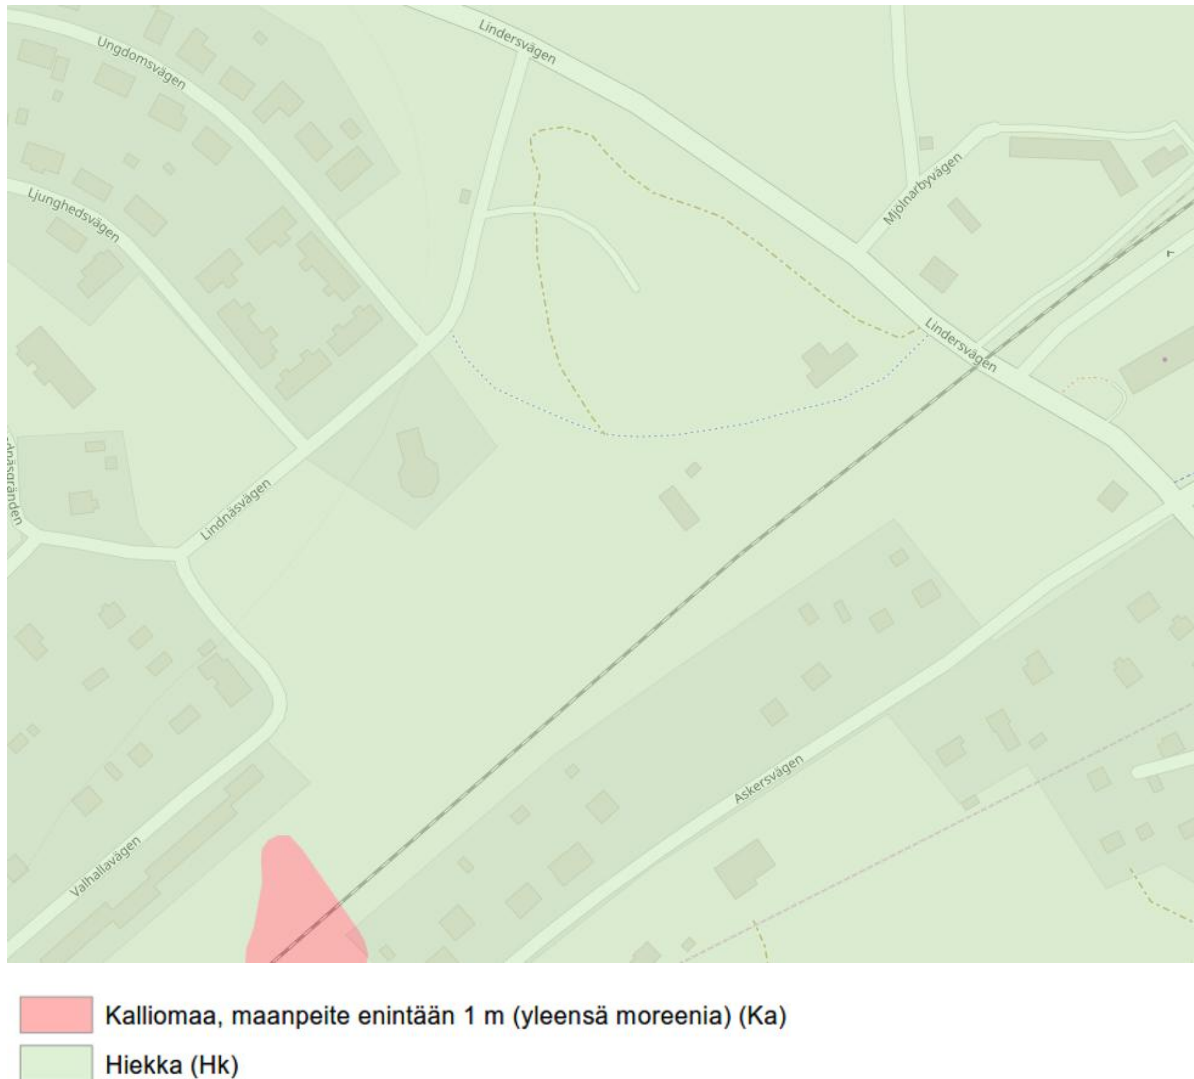 Lindersvägen
Ungdomsvägen
Mjölnarbyvägen
Ljunghedsvägen
Lindersvägen
Lindnäsvägen
Askersvägen
Valhallavägen
Kalliomaa, maanpeite enintään 1 m (yleensä moreenia) (Ka)
Hiekka (Hk)